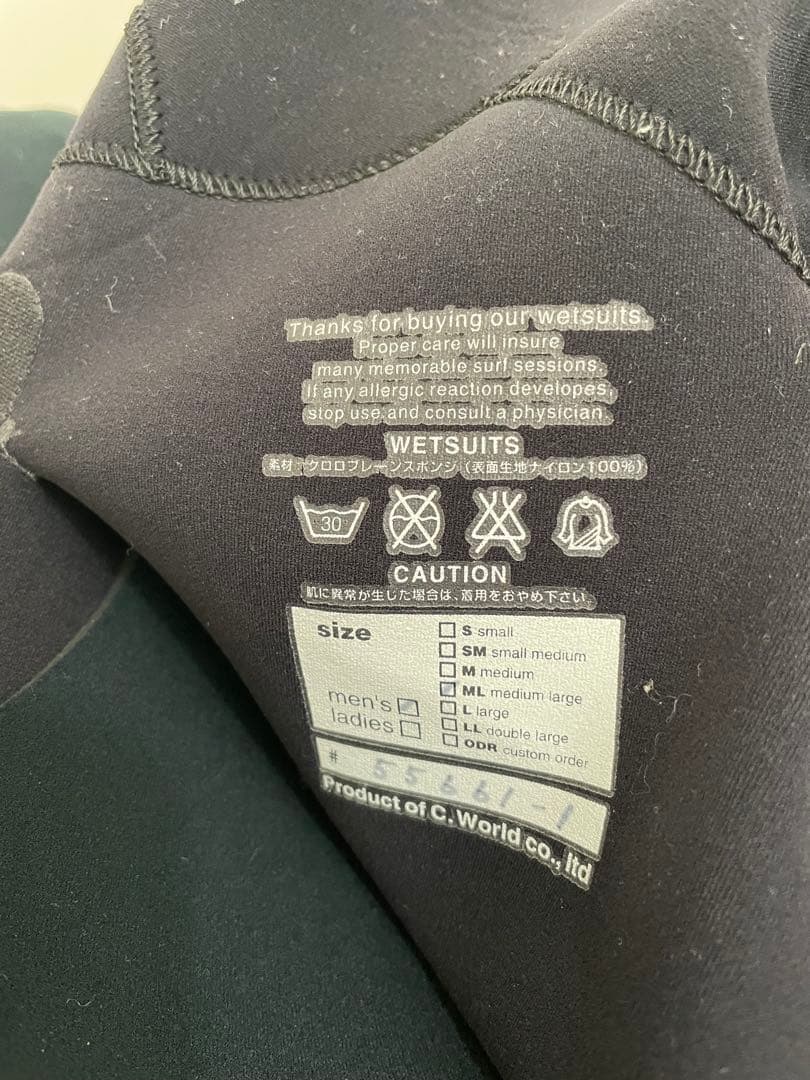 Thanks for buying our wetsuits.
Proper care will insure
many memorable surf sessions.
If any allergic reaction developes,
stop use and consult a physician.
WETSUITS
素材:クロロプレーンスポンジ(表面生地ナイロン100%)
30
CAUTION
肌に異常が生じた場合は、着用をおやめ下さい。
size
S small
SM small medium
M medium
ML medium large
L large
LL double large
ODR custom order
men's
ladies
# 55661-1
Product of C. World co., ltd